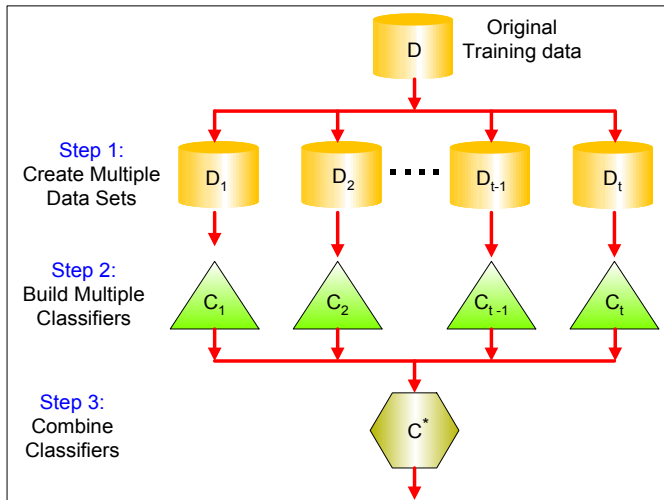 Original
Training data
D
Step 1:
Create Multiple
Data Sets
D1
D2
....
Dt-1
Dt
Step 2:
Build Multiple
Classifiers
C1
C2
Ct -1
Ct
Step 3:
Combine
Classifiers
C*